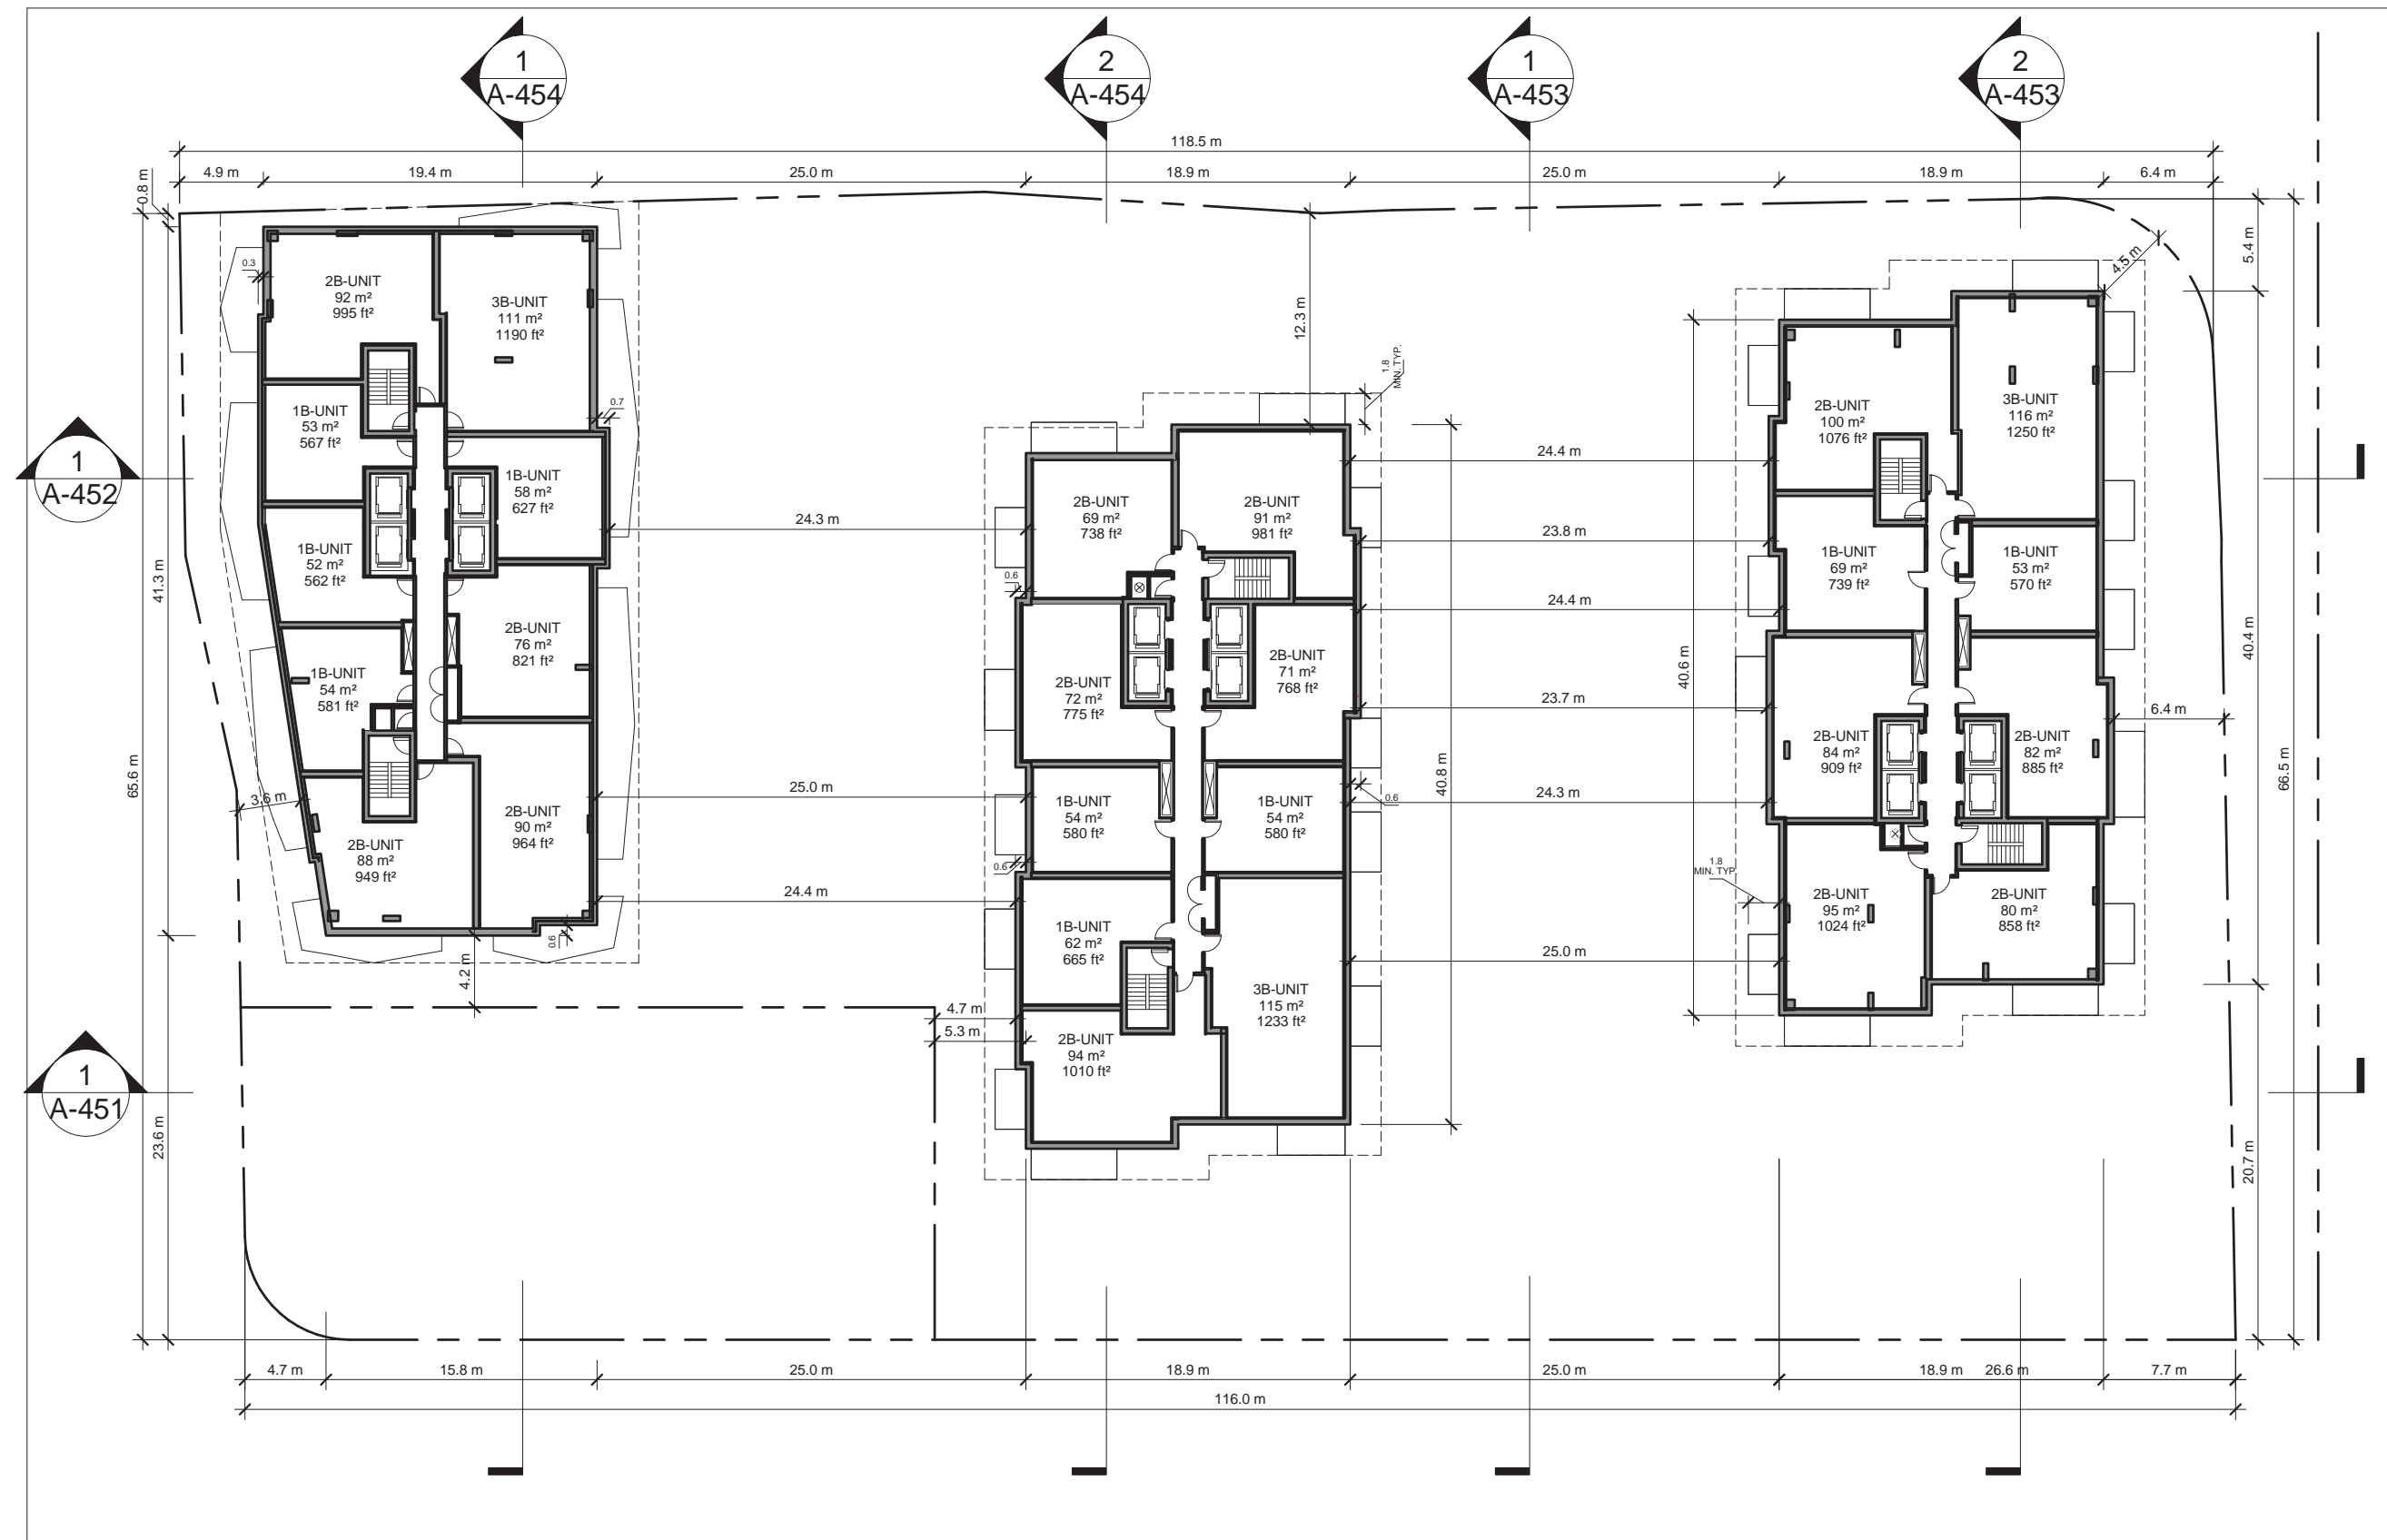 1
A-454
2
A-454
1
A-453
2
A-453
118.5 m
4.9 m
19.4 m
25.0 m
18.9 m
25.0 m
18.9 m
6.4 m
0.8 m
5.4 m
4.5 m
0.3
2B-UNIT
92 m²
995 ft²
3B-UNIT
111 m²
1190 ft²
12.3 m
1.8
MIN. TYP.
0.7
1B-UNIT
53 m²
567 ft²
1B-UNIT
58 m²
627 ft²
1B-UNIT
52 m²
562 ft²
1B-UNIT
54 m²
581 ft²
2B-UNIT
76 m²
821 ft²
2B-UNIT
90 m²
964 ft²
2B-UNIT
88 m²
949 ft²
3.6 m
0.6
4.2 m
1
A-452
1
A-451
41.3 m
65.6 m
23.6 m
24.3 m
25.0 m
24.4 m
4.7 m
5.3 m
2B-UNIT
69 m²
738 ft²
2B-UNIT
91 m²
981 ft²
0.6
2B-UNIT
72 m²
775 ft²
2B-UNIT
71 m²
768 ft²
1B-UNIT
54 m²
580 ft²
1B-UNIT
54 m²
580 ft²
0.6
0.6
1B-UNIT
62 m²
665 ft²
3B-UNIT
115 m²
1233 ft²
2B-UNIT
94 m²
1010 ft²
40.8 m
24.4 m
23.8 m
24.4 m
23.7 m
24.3 m
25.0 m
40.6 m
1.8
MIN. TYP.
2B-UNIT
100 m²
1076 ft²
3B-UNIT
116 m²
1250 ft²
1B-UNIT
69 m²
739 ft²
1B-UNIT
53 m²
570 ft²
2B-UNIT
84 m²
909 ft²
2B-UNIT
82 m²
885 ft²
2B-UNIT
95 m²
1024 ft²
2B-UNIT
80 m²
858 ft²
6.4 m
40.4 m
66.5 m
20.7 m
4.7 m
15.8 m
25.0 m
18.9 m
25.0 m
18.9 m
26.6 m
7.7 m
116.0 m